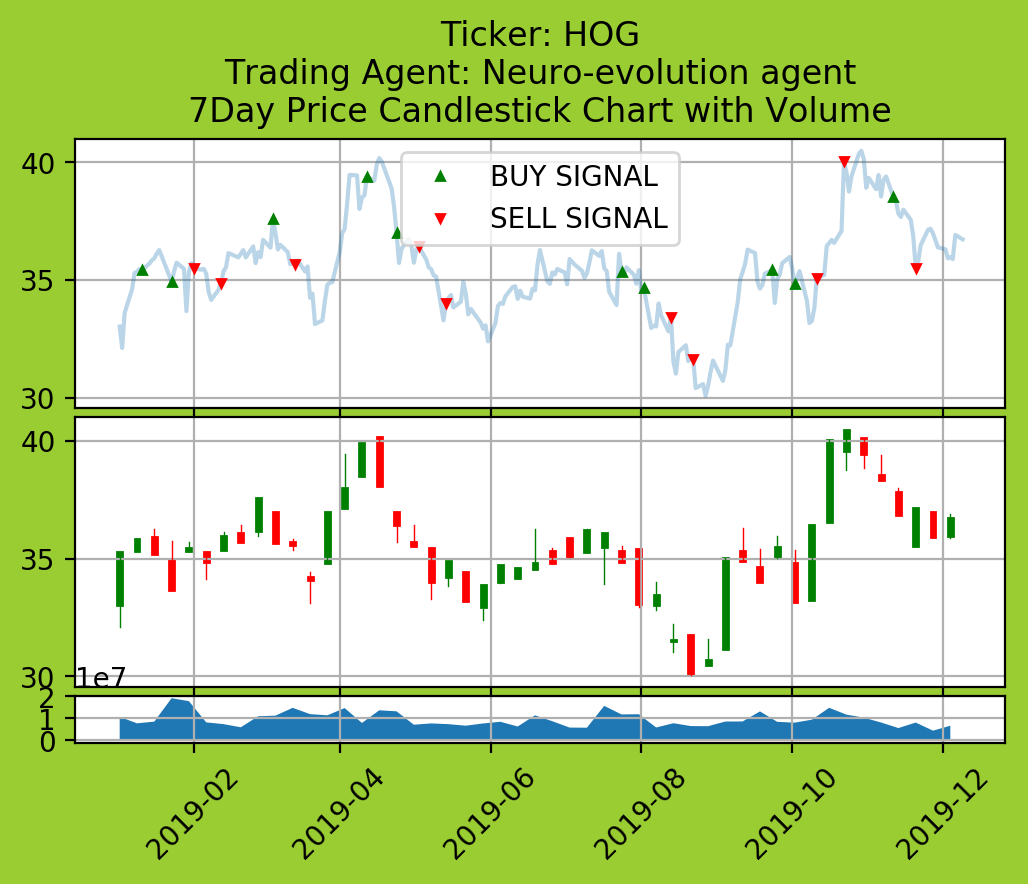 Ticker: HOG
Trading Agent: Neuro-evolution agent
7Day Price Candlestick Chart with Volume
40
35
30
BUY SIGNAL
SELL SIGNAL
40
35
30
1e7
2
1
0
2019-02
2019-04
2019-06
2019-08
2019-10
2019-12